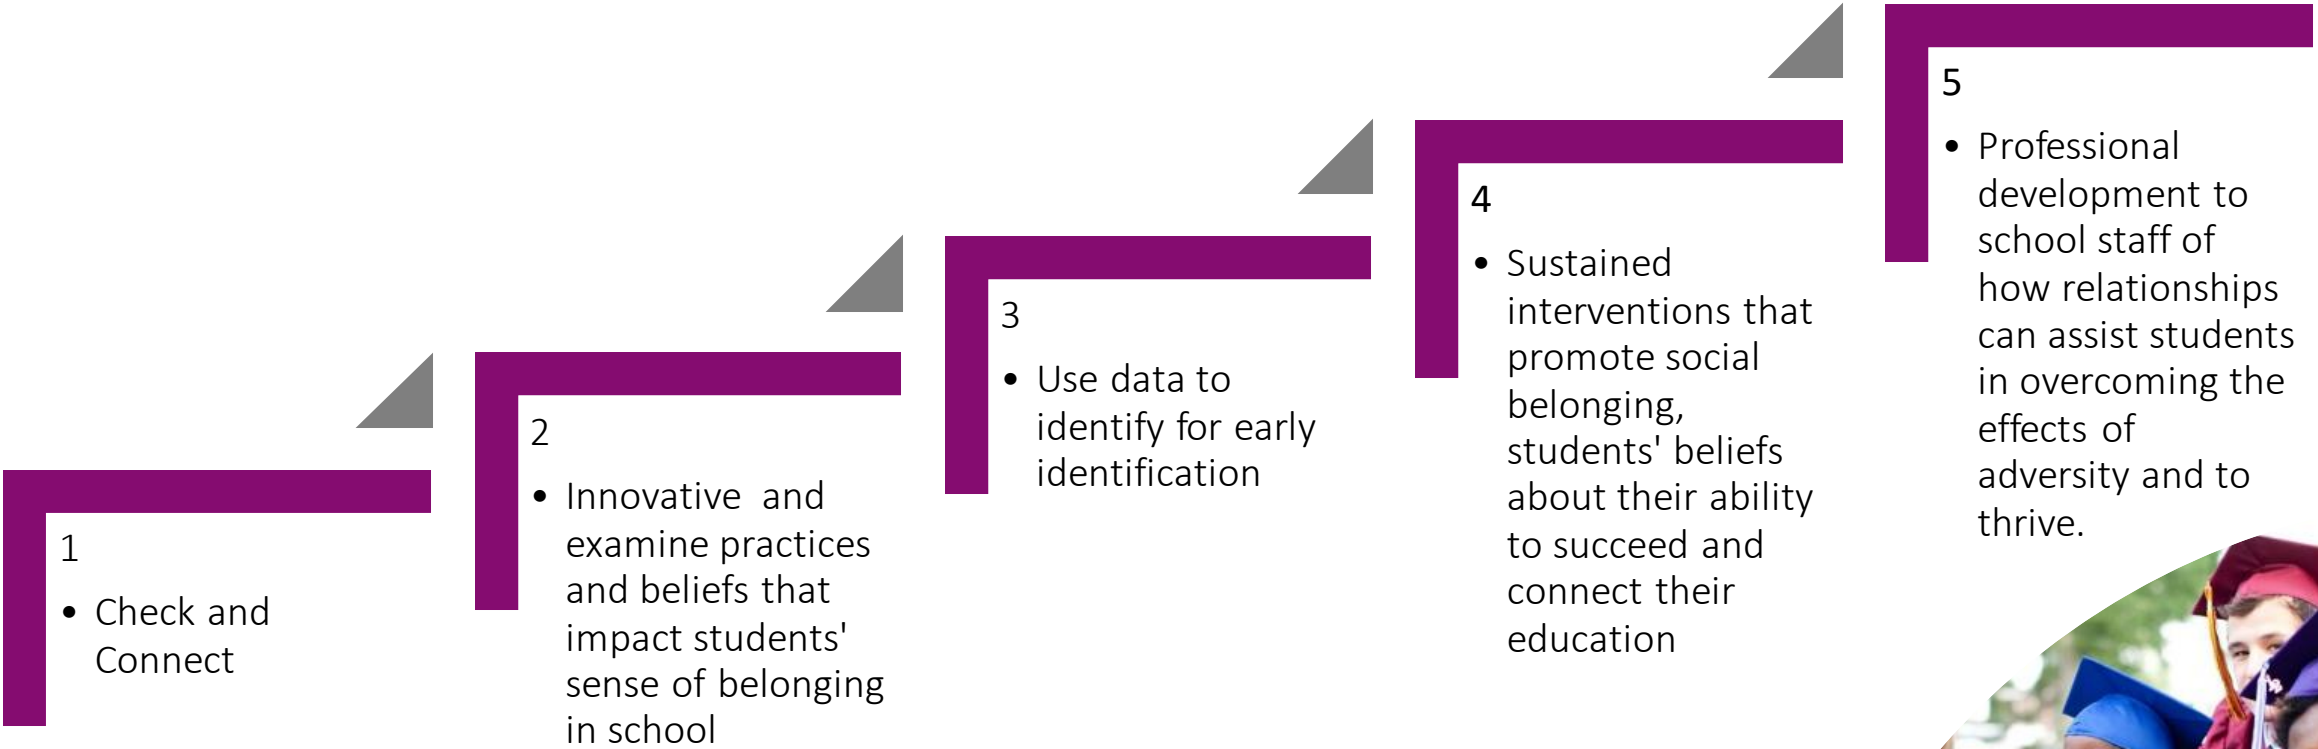 1
• Check and
Connect
2
• Innovative  and
examine practices
and beliefs that
impact students'
sense of belonging
in school
3
• Use data to
identify for early
identification
4
• Sustained
interventions that
promote social
belonging,
students' beliefs
about their ability
to succeed and
connect their
education
5
• Professional
development to
school staff of
how relationships
can assist students
in overcoming the
effects of
adversity and to
thrive.